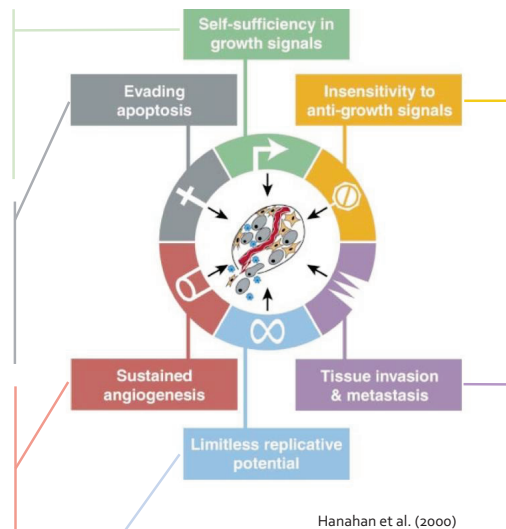 Self-sufficiency in
growth signals
Evading
apoptosis
Insensitivity to
anti-growth signals
Sustained
angiogenesis
Tissue invasion
& metastasis
Limitless replicative
potential
Hanahan et al. (2000)